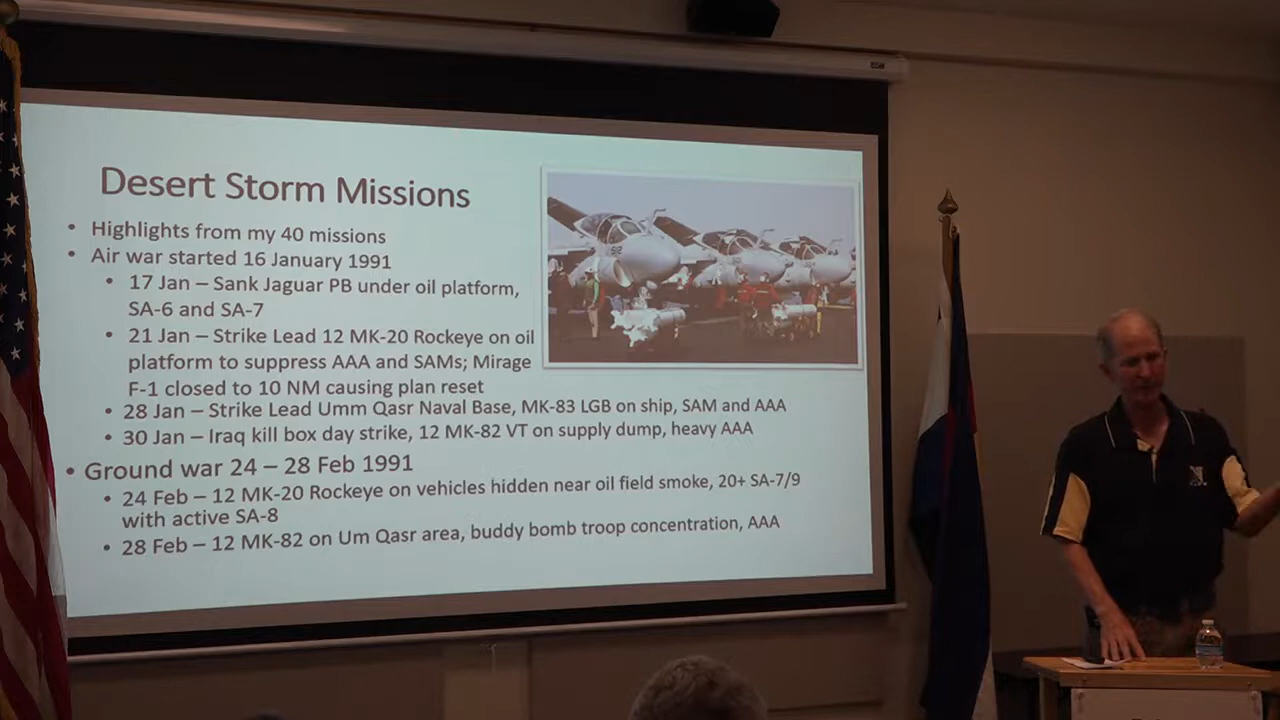 Desert Storm Missions
• Highlights from my 40 missions
• Air war started 16 January 1991
• 17 Jan – Sank Jaguar PB under oil platform,
SA-6 and SA-7
• 21 Jan – Strike Lead 12 MK-20 Rockeye on oil
platform to suppress AAA and SAMs; Mirage
F-1 closed to 10 NM causing plan reset
• 28 Jan – Strike Lead Umm Qasr Naval Base, MK-83 LGB on ship, SAM and AAA
• 30 Jan – Iraq kill box day strike, 12 MK-82 VT on supply dump, heavy AAA
• Ground war 24 – 28 Feb 1991
• 24 Feb – 12 MK-20 Rockeye on vehicles hidden near oil field smoke, 20+ SA-7/9
with active SA-8
• 28 Feb – 12 MK-82 on Um Qasr area, buddy bomb troop concentration, AAA